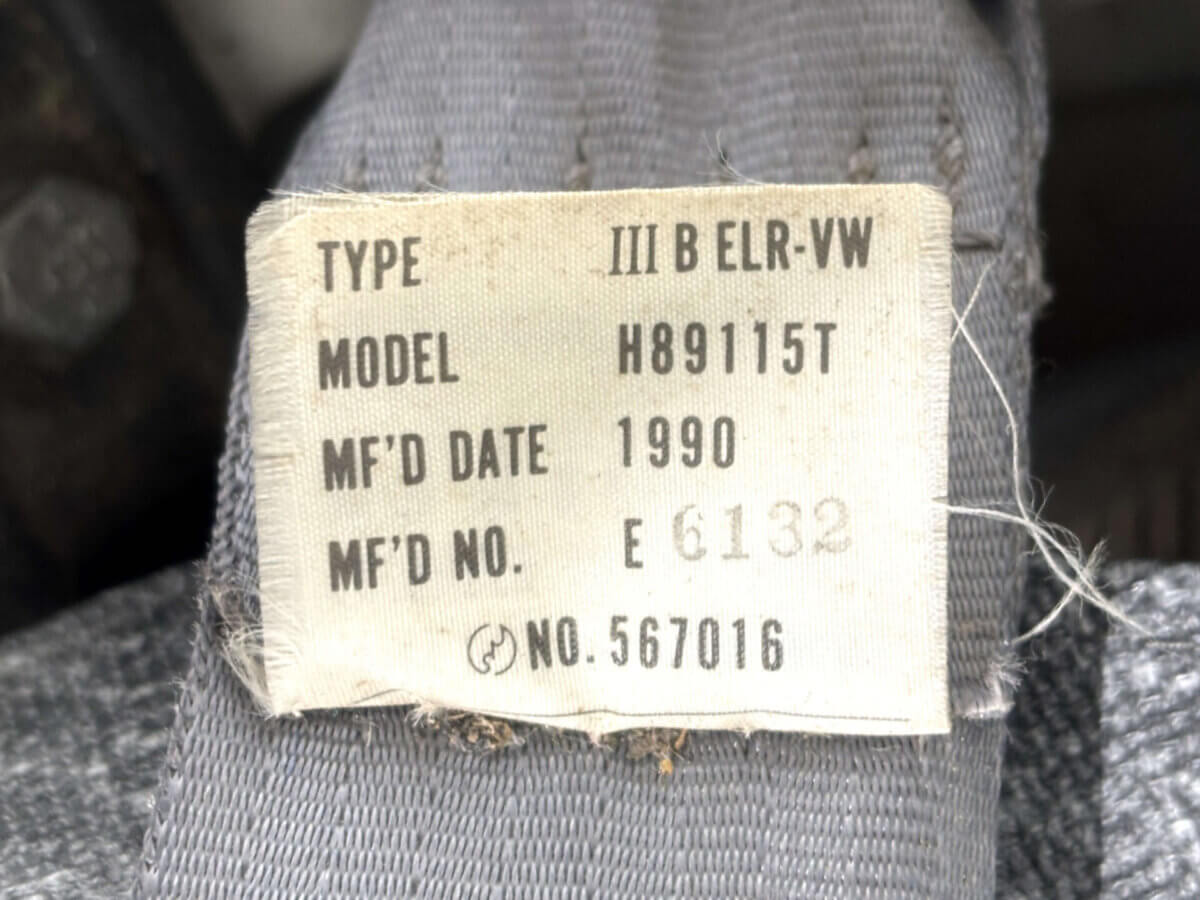 TYPE III B ELR-VW
MODEL H89115T
MF'D DATE 1990
MF'D NO. E 6132
NO. 567016